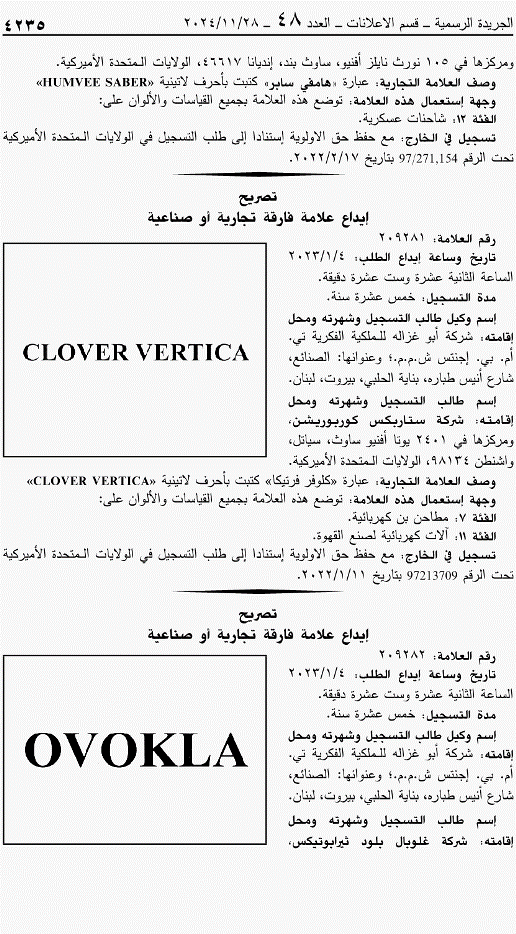 الجريدة الرسمية ــ قسم الاعلانات ــ العدد ٤٨ ــ ٢٠٢٤/١١/٢٨
٤٢٣٥
ومركزها في ١٠٥ نورث نايلز أفنيو، ساوث بند، إنديانا ٤٦٦١٧، الولايات المتحدة الأميركية.
وصف العلامة التجارية: عبارة «هامفي سابر» كتبت بأحرف لاتينية «HUMVEE SABER»
وجهة إستعمال هذه العلامة: توضع هذه العلامة بجميع القياسات والألوان على:
الفئة ١٢: شاحنات عسكرية.
تسجيل في الخارج: مع حفظ حق الاولوية إستنادا إلى طلب التسجيل في الولايات المتحدة الأميركية
تحت الرقم 97/271,154 بتاريخ ٢٠٢٢/٢/١٧.
تصريح
إيداع علامة فارقة تجارية أو صناعية
رقم العلامة: ٢٠٩٢٨١
تاريخ وساعة إيداع الطلب: ٢٠٢٣/١/٤
الساعة الثانية عشرة وست عشرة دقيقة.
مدة التسجيل: خمس عشرة سنة.
إسم وكيل طالب التسجيل وشهرته ومحل
إقامته: شركة أبو غزاله للملكية الفكرية تي.
أم. بي. إجنتس ش.م.م.؛ وعنوانها: الصنائع،
شارع أنيس طباره، بناية الحلبي، بيروت، لبنان.
إسم طالب التسجيل وشهرته ومحل
إقامته: شركة ستاربكس كوربوريشن،
ومركزها في ٢٤٠١ يوتا أفنيو ساوث، سياتل،
واشنطن ٩٨١٣٤، الولايات المتحدة الأميركية.
CLOVER VERTICA
وصف العلامة التجارية: عبارة «كلوفر فرتيكا» كتبت بأحرف لاتينية «CLOVER VERTICA»
وجهة إستعمال هذه العلامة: توضع هذه العلامة بجميع القياسات والألوان على:
الفئة ٧: مطاحن بن كهربائية.
الفئة ١١: آلات كهربائية لصنع القهوة.
تسجيل في الخارج: مع حفظ حق الاولوية إستنادا إلى طلب التسجيل في الولايات المتحدة الأميركية
تحت الرقم 97213709 بتاريخ ٢٠٢٢/١/١١.
تصريح
إيداع علامة فارقة تجارية أو صناعية
رقم العلامة: ٢٠٩٢٨٢
تاريخ وساعة إيداع الطلب: ٢٠٢٣/١/٤
الساعة الثانية عشرة وست عشرة دقيقة.
مدة التسجيل: خمس عشرة سنة.
إسم وكيل طالب التسجيل وشهرته ومحل
إقامته: شركة أبو غزاله للملكية الفكرية تي.
أم. بي. إجنتس ش.م.م.؛ وعنوانها: الصنائع،
شارع أنيس طباره، بناية الحلبي، بيروت، لبنان.
إسم طالب التسجيل وشهرته ومحل
إقامته: شركة غلوبال بلود ثيرابوتيكس،
OVOKLA